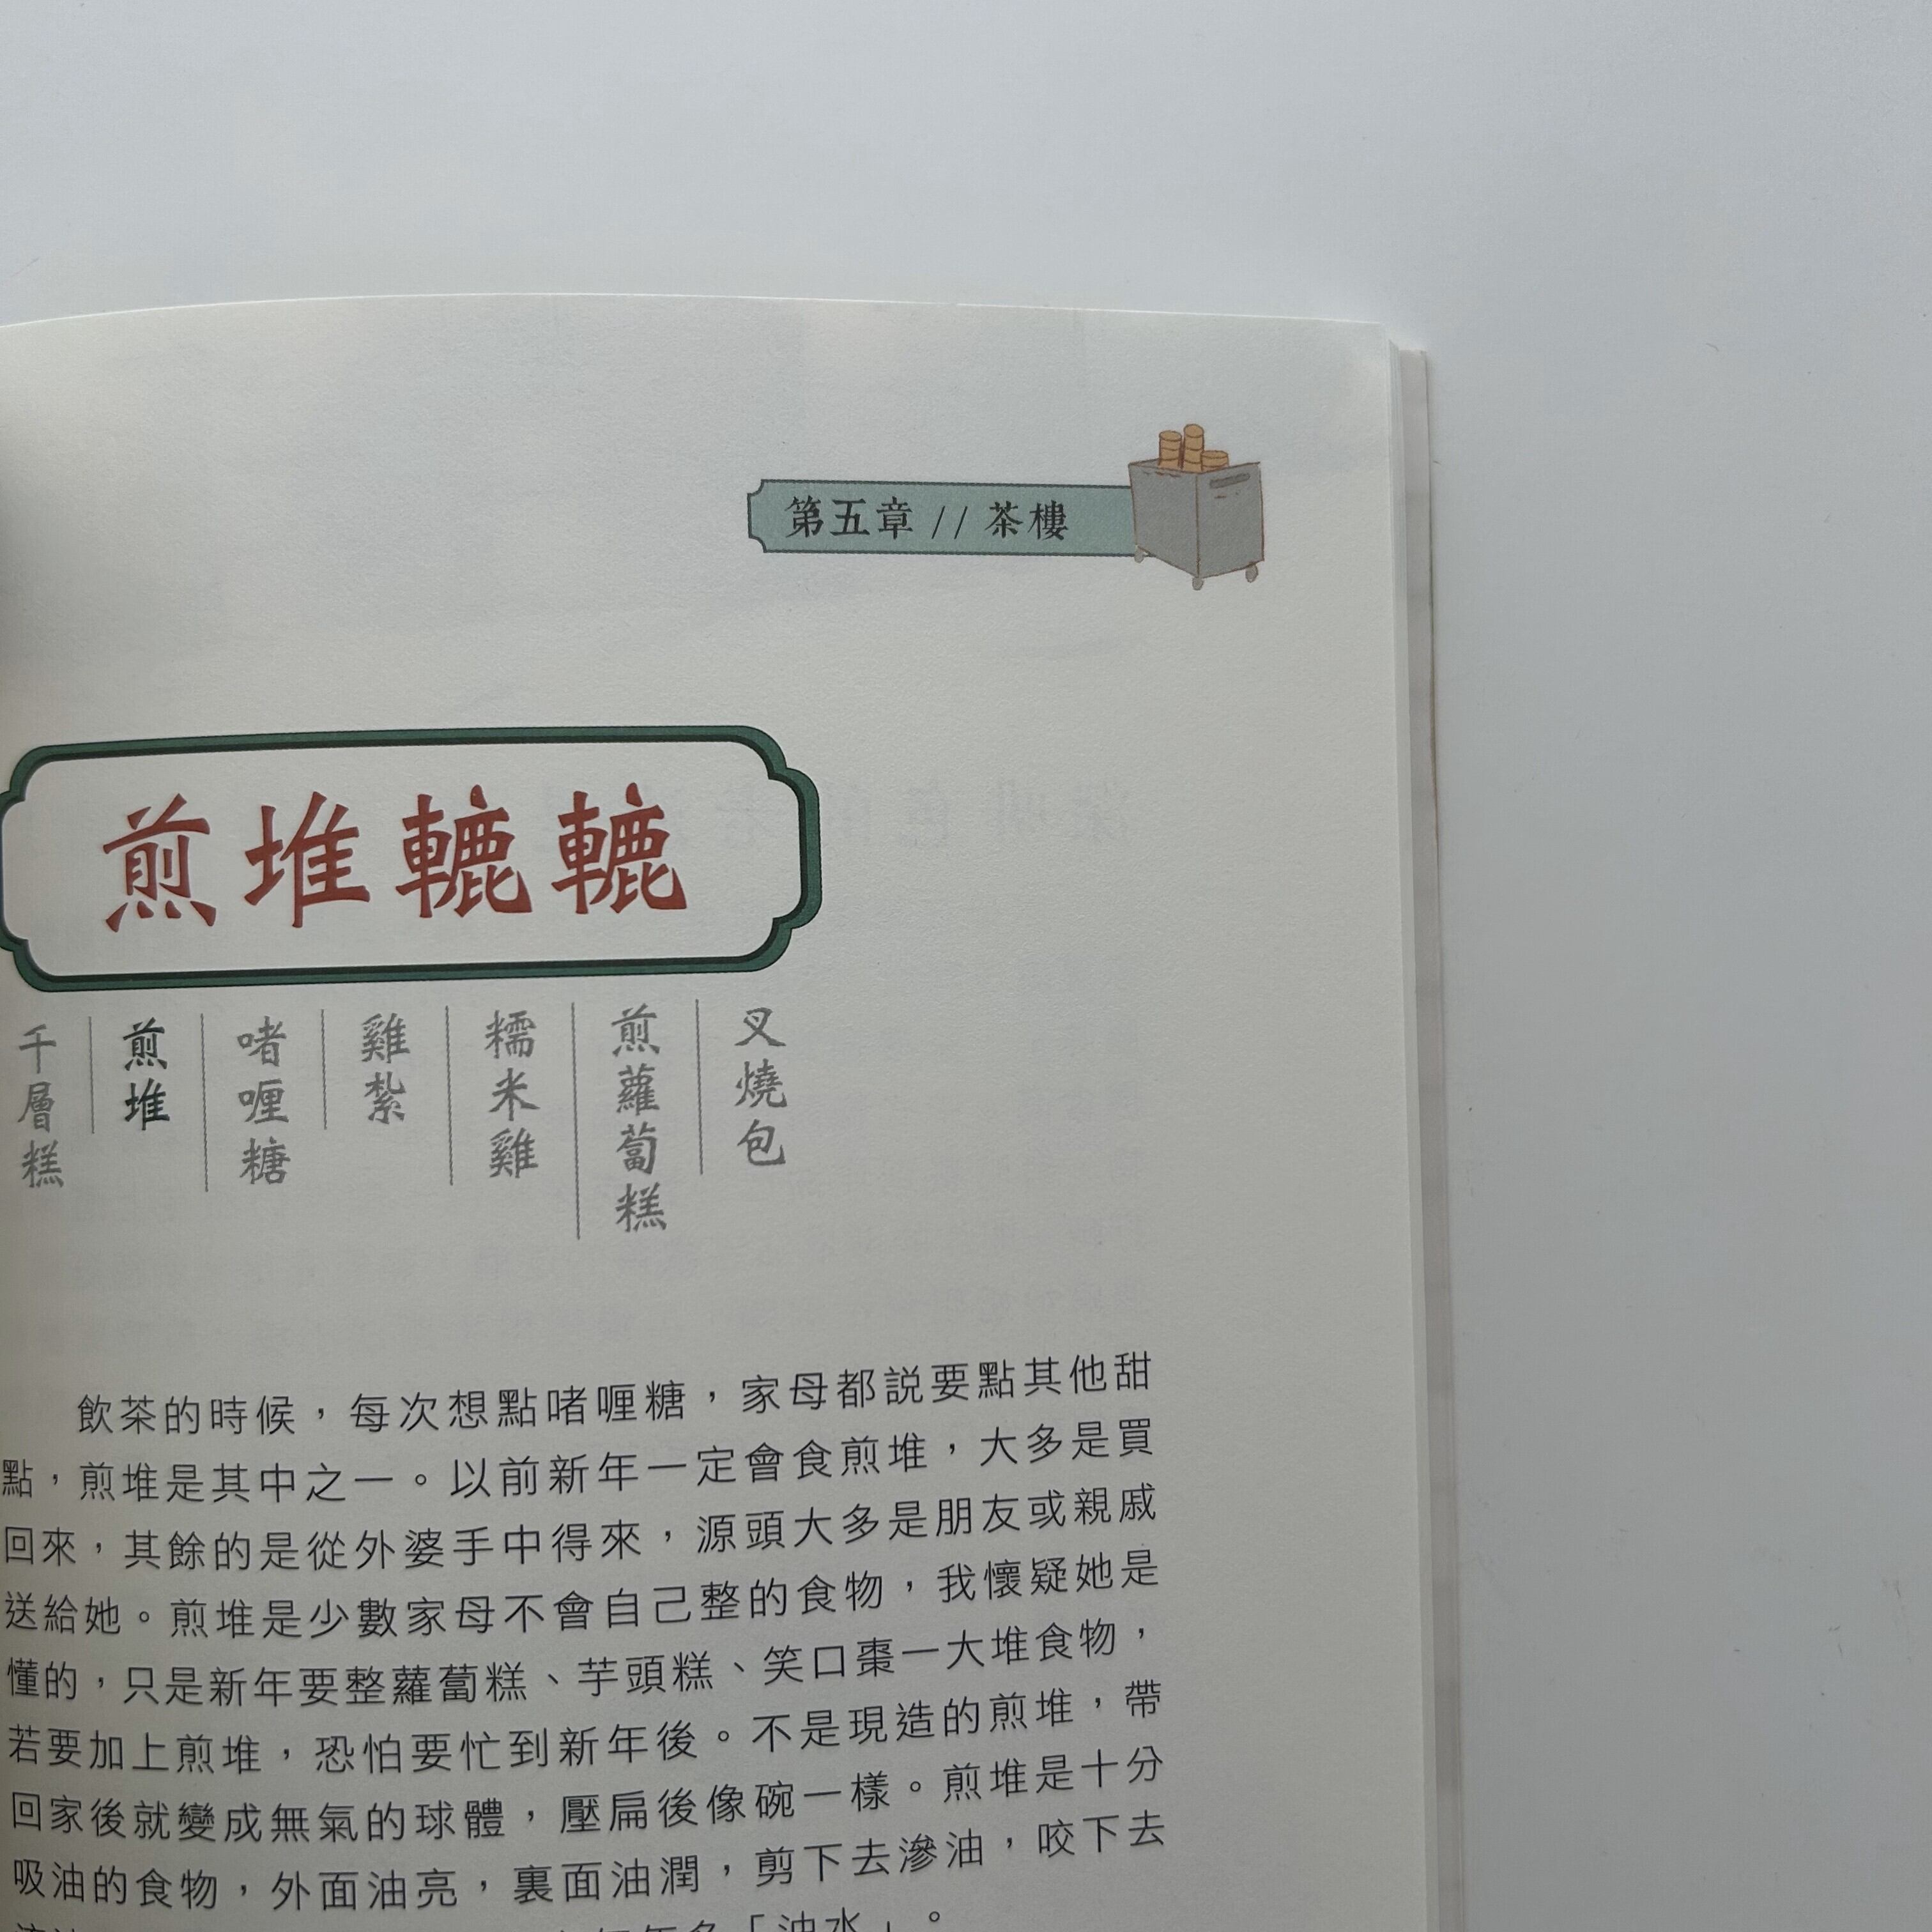 第五章 // 茶樓
煎堆轆轆
叉燒包
煎蘿蔔糕
糯米雞
雞紮
啫喱糖
煎堆
千層糕
飲茶的時候，每次想點啫喱糖，家母都説要點其他甜
點，煎堆是其中之一。以前新年一定會食煎堆，大多是買
回來，其餘的是從外婆手中得來，源頭大多是朋友或親戚
送給她。煎堆是少數家母不會自己整的食物，我懷疑她是
懂的，只是新年要整蘿蔔糕、芋頭糕、笑口棗一大堆食物，
若要加上煎堆，恐怕要忙到新年後。不是現造的煎堆，帶
回家後就變成無氣的球體，壓扁後像碗一樣。煎堆是十分
吸油的食物，外面油亮，裏面油潤，剪下去滲油，咬下去
「油水」。